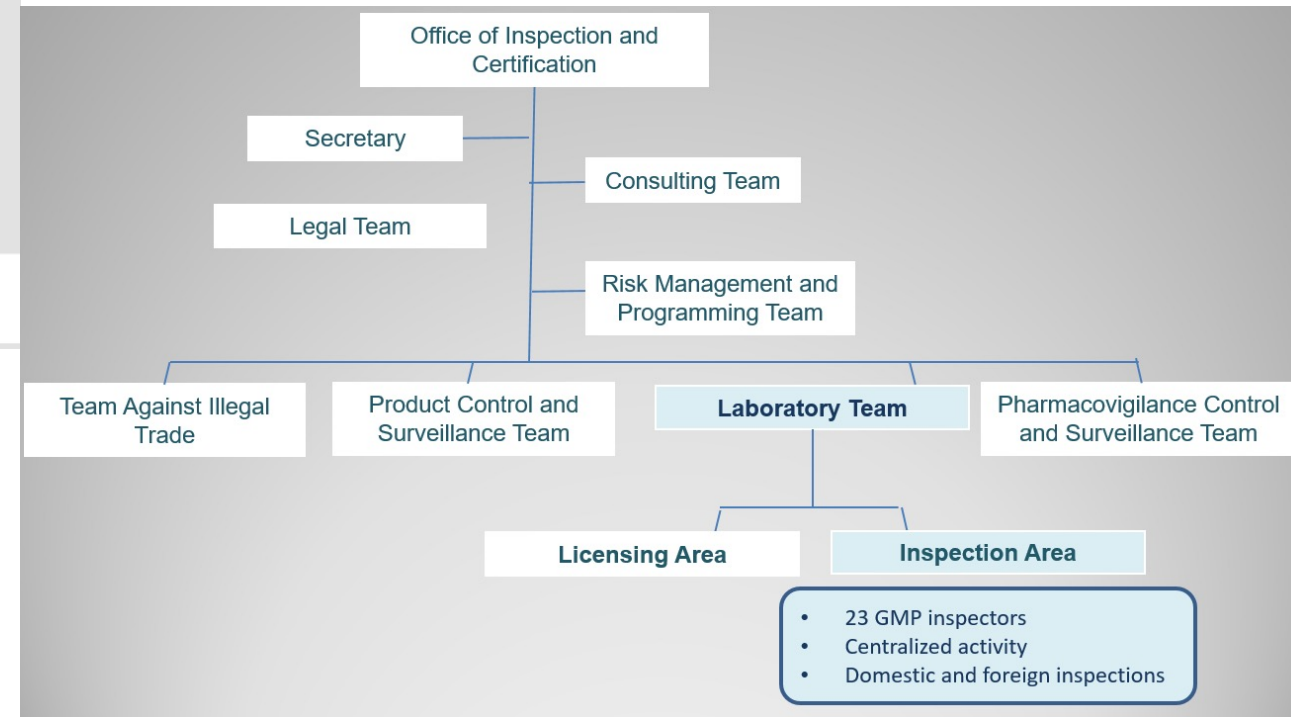 Office of Inspection and
Certification
Secretary
Consulting Team
Legal Team
Risk Management and
Programming Team
Team Against Illegal
Trade
Product Control and
Surveillance Team
Laboratory Team
Pharmacovigilance Control
and Surveillance Team
Licensing Area
Inspection Area
• 23 GMP inspectors
• Centralized activity
• Domestic and foreign inspections